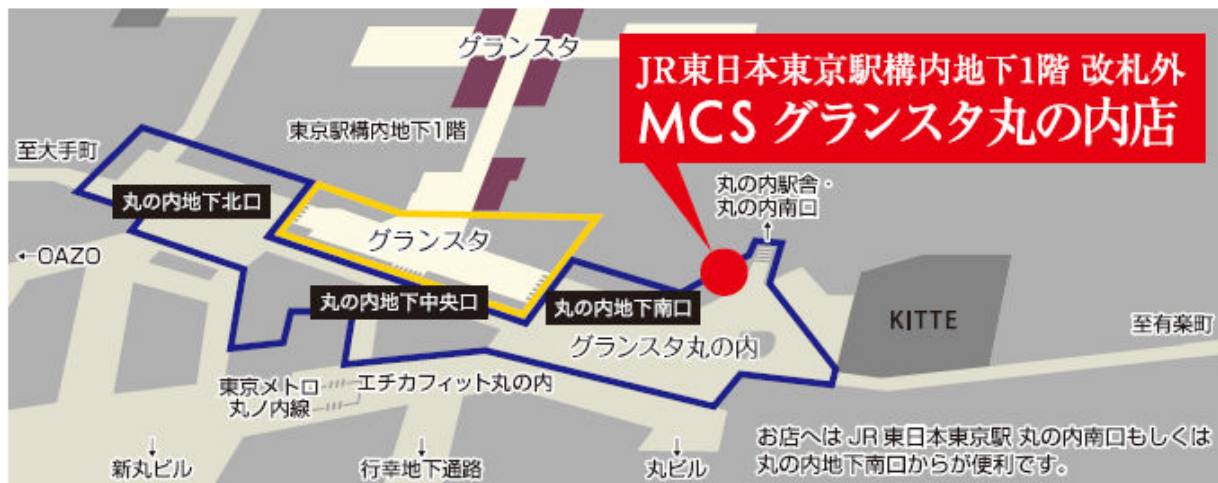 グランスタ
JR東日本東京駅構内地下1階 改札外
MCS グランスタ丸の内店
東京駅構内地下1階
至大手町
丸の内駅舎・
丸の内南口
↑
丸の内地下北口
グランスタ
←OAZO
丸の内地下中央口
丸の内地下南口
KITTE
至有楽町
グランスタ丸の内
東京メトロ
丸ノ内線
エチカフィット丸の内
↓
新丸ビル
↓
行幸地下通路
↓
丸ビル
お店へは JR 東日本東京駅 丸の内南口もしくは
丸の内地下南口からが便利です。